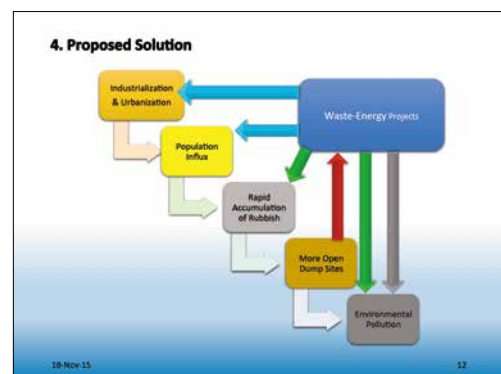 4. Proposed Solution
Industrialization
& Urbanization
Waste-Energy Projects
Population
Influx
Rapid
Accumulation
of Rubbish
More Open
Dump Sites
Environmental
Pollution
18-Nov-15
12